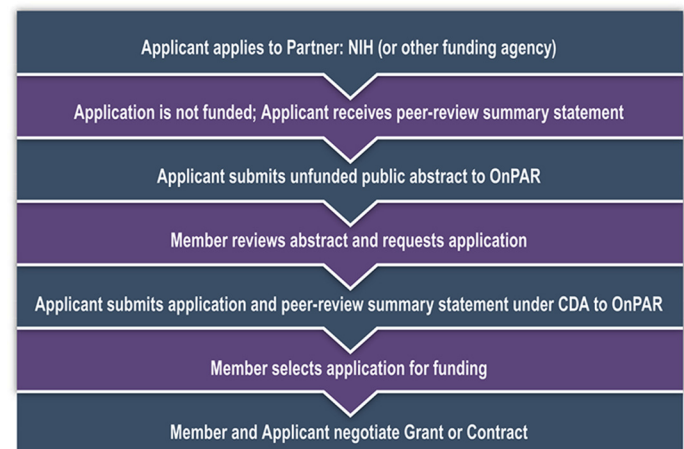 Applicant applies to Partner: NIH (or other funding agency)
Application is not funded; Applicant receives peer-review summary statement
Applicant submits unfunded public abstract to OnPAR
Member reviews abstract and requests application
Applicant submits application and peer-review summary statement under CDA to OnPAR
Member selects application for funding
Member and Applicant negotiate Grant or Contract